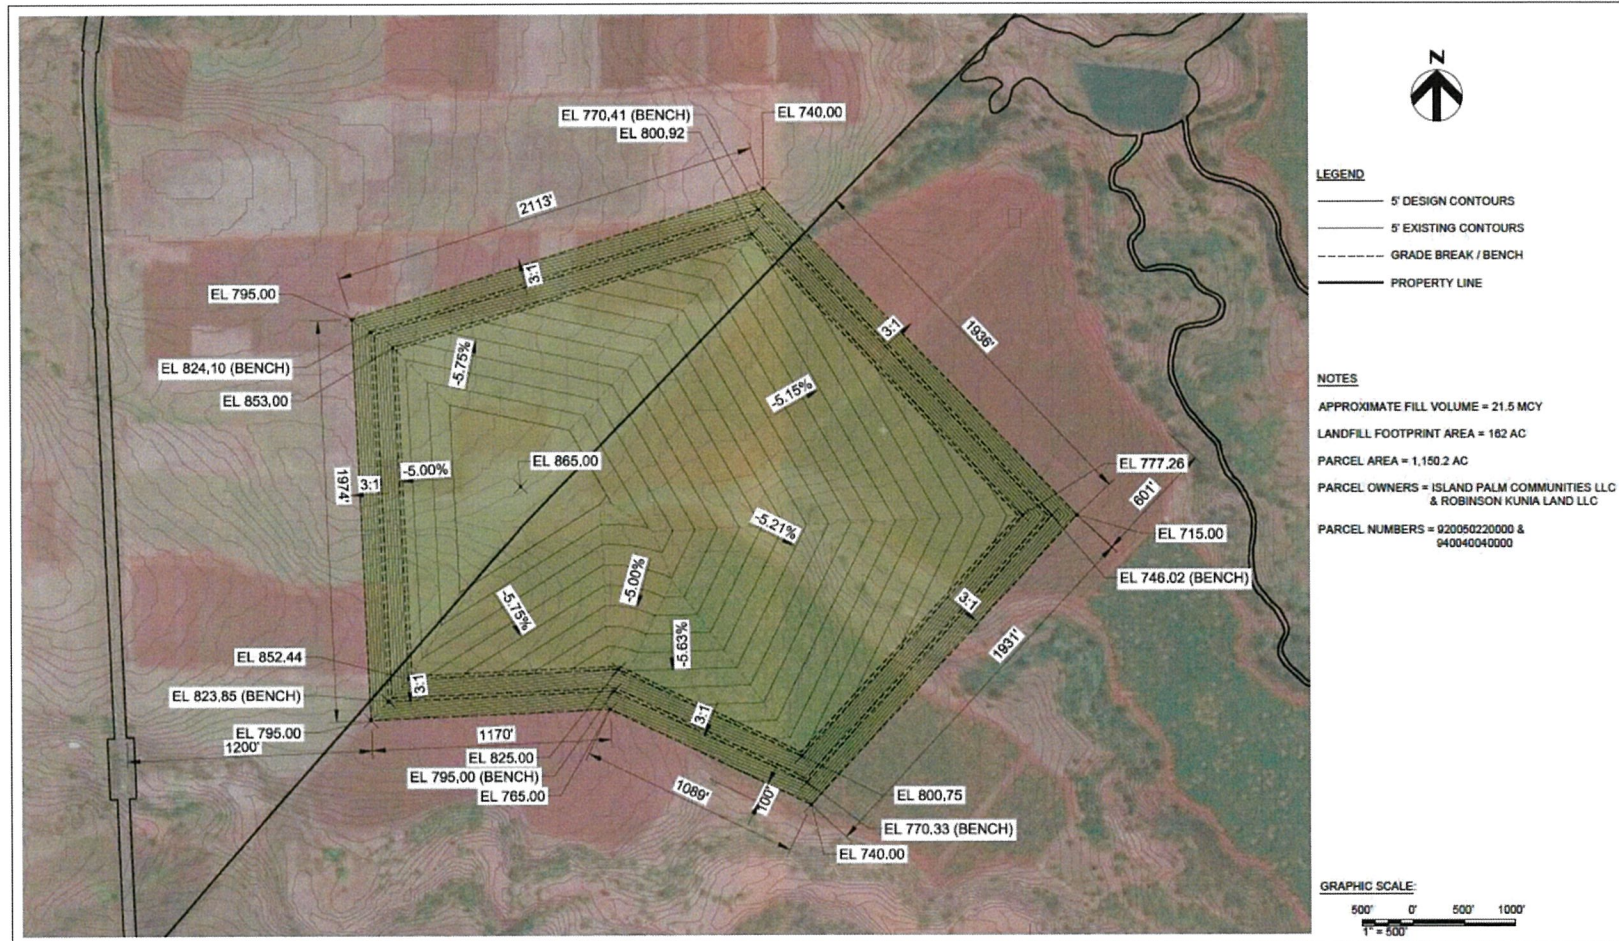 EL 770.41 (BENCH)
EL 800.92
EL 740.00
2113'
3:1
EL 795.00
3:1
1936'
EL 824.10 (BENCH)
-5.75%
EL 853.00
-5.15%
1974'
3:1
-5.00%
EL 865.00
EL 777.26
601'
-5.21%
EL 715.00
-5.00%
EL 746.02 (BENCH)
-5.75%
3:1
-5.63%
1931'
EL 852.44
3:1
EL 823.85 (BENCH)
3:1
EL 795.00
1200'
1170'
EL 825.00
EL 795.00 (BENCH)
EL 765.00
1089'
100'
EL 800.75
EL 770.33 (BENCH)
EL 740.00
N
LEGEND
5' DESIGN CONTOURS
5' EXISTING CONTOURS
GRADE BREAK / BENCH
PROPERTY LINE
NOTES
APPROXIMATE FILL VOLUME = 21.5 MCY
LANDFILL FOOTPRINT AREA = 162 AC
PARCEL AREA = 1,150.2 AC
PARCEL OWNERS = ISLAND PALM COMMUNITIES LLC
& ROBINSON KUNIA LAND LLC
PARCEL NUMBERS = 920050220000 &
940040040000
GRAPHIC SCALE:
500' 0' 500' 1000'
1" = 500'